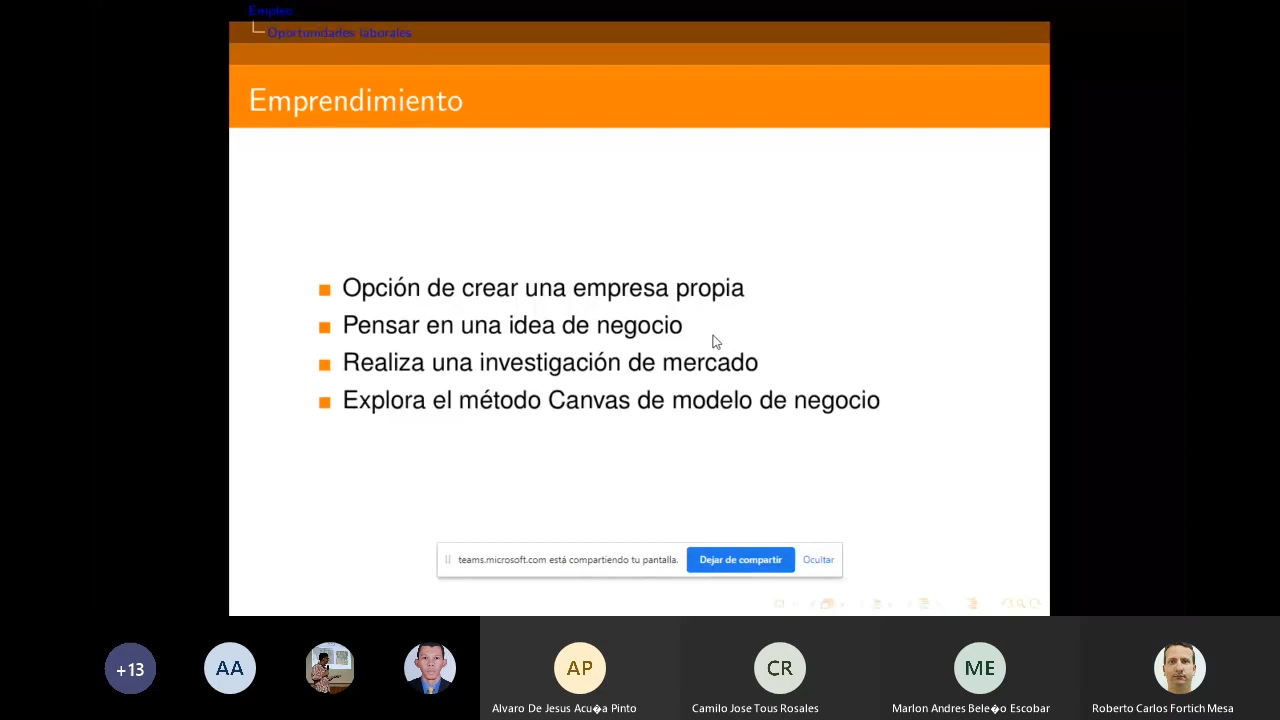 Empleo
Oportunidades laborales
Emprendimiento
Opción de crear una empresa propia
Pensar en una idea de negocio
Realiza una investigación de mercado
Explora el método Canvas de modelo de negocio
teams.microsoft.com está compartiendo tu pantalla.
Dejar de compartir
Ocultar
+13
AA
AP
CR
ME
Alvaro De Jesus Acu�a Pinto
Camilo Jose Tous Rosales
Marlon Andres Bele�o Escobar
Roberto Carlos Fortich Mesa